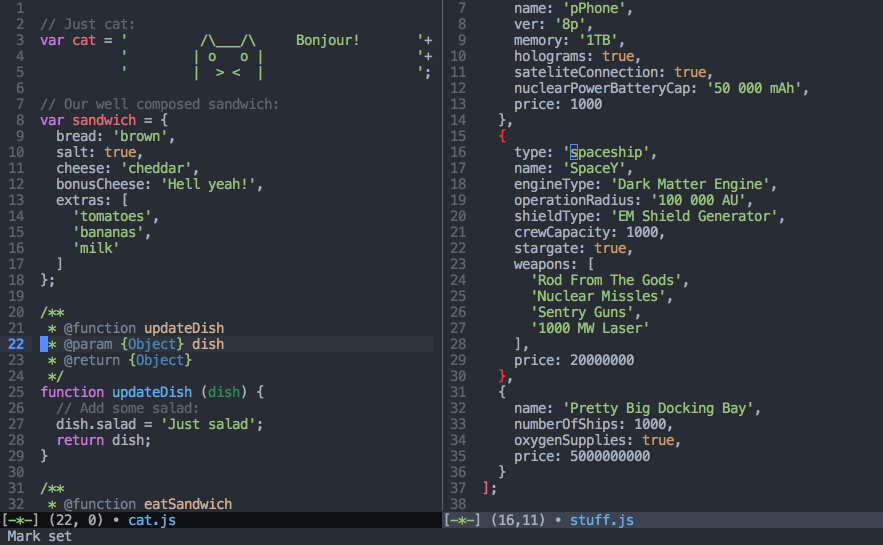 1
2 // Just cat:
3 var cat = '         /\___/\     Bonjour!       '+
4           '        | o   o |                   '+
5           '        |  > <  |                   ';
6
7 // Our well composed sandwich:
8 var sandwich = {
9   bread: 'brown',
10   salt: true,
11   cheese: 'cheddar',
12   bonusCheese: 'Hell yeah!',
13   extras: [
14     'tomatoes',
15     'bananas',
16     'milk'
17   ]
18 };
19
20 /**
21  * @function updateDish
22  * @param {Object} dish
23  * @return {Object}
24  */
25 function updateDish (dish) {
26   // Add some salad:
27   dish.salad = 'Just salad';
28   return dish;
29 }
30
31 /**
32  * @function eatSandwich
[-*-] (22, 0) • cat.js
7     name: 'pPhone',
8     ver: '8p',
9     memory: '1TB',
10     holograms: true,
11     sateliteConnection: true,
12     nuclearPowerBatteryCap: '50 000 mAh',
13     price: 1000
14   },
15   {
16     type: 'spaceship',
17     name: 'SpaceY',
18     engineType: 'Dark Matter Engine',
19     operationRadius: '100 000 AU',
20     shieldType: 'EM Shield Generator',
21     crewCapacity: 1000,
22     stargate: true,
23     weapons: [
24       'Rod From The Gods',
25       'Nuclear Missles',
26       'Sentry Guns',
27       '1000 MW Laser'
28     ],
29     price: 20000000
30   },
31   {
32     name: 'Pretty Big Docking Bay',
33     numberOfShips: 1000,
34     oxygenSupplies: true,
35     price: 5000000000
36   }
37 ];
38
[-*-] (16,11) • stuff.js
Mark set